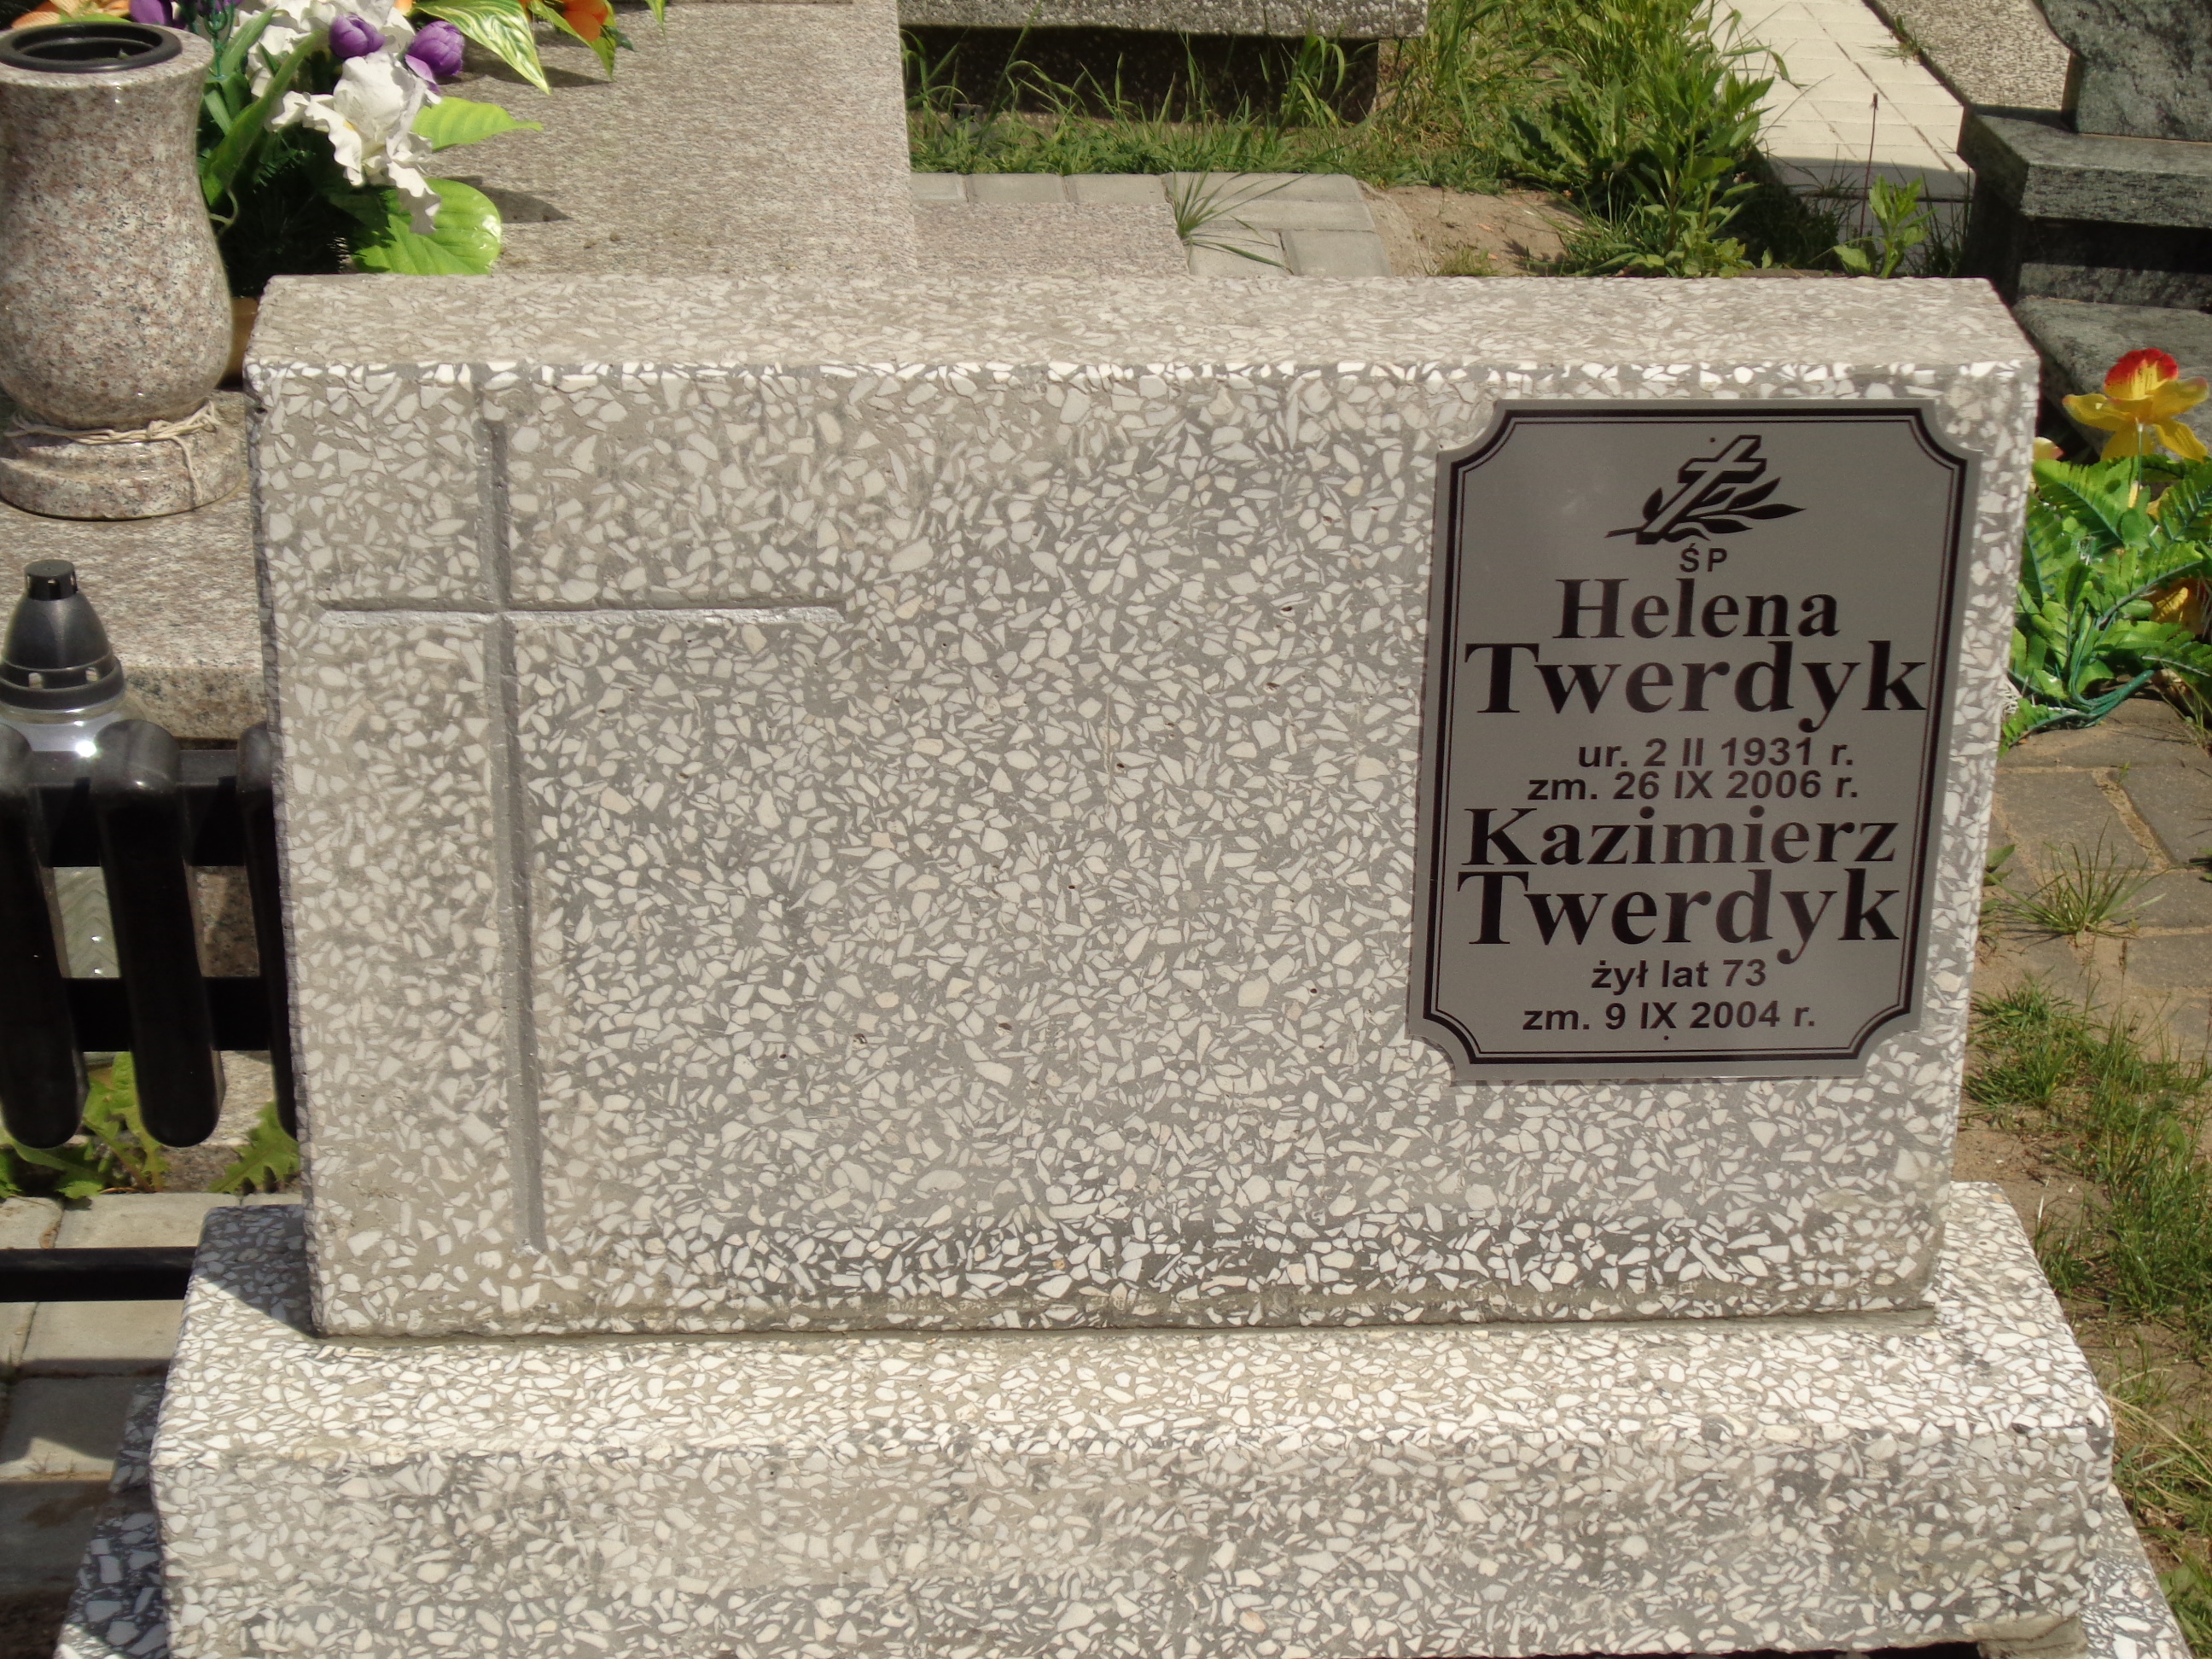 ŚP
Helena
Twerdyk
ur. 2 II 1931 r.
zm. 26 IX 2006 r.
Kazimierz
Twerdyk
żył lat 73
zm. 9 IX 2004 r.